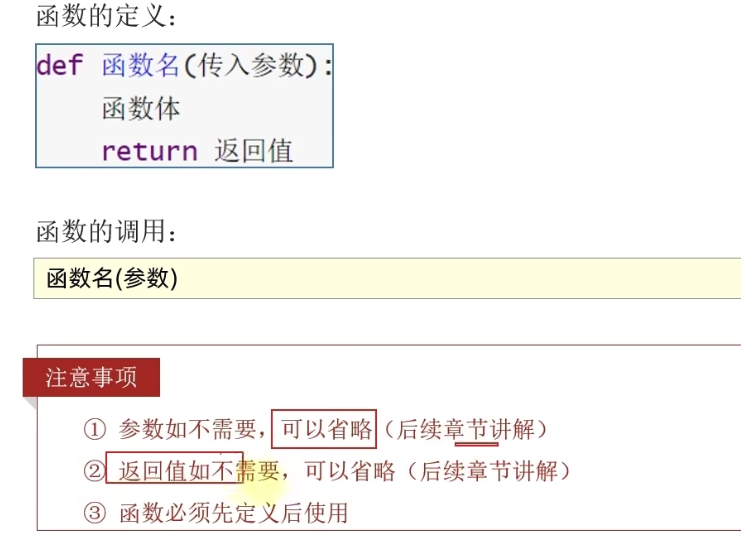 函数的定义：
def 函数名(传入参数):
函数体
return 返回值
函数的调用：
函数名(参数)
注意事项
① 参数如不需要，可以省略（后续章节讲解）
② 返回值如不需要，可以省略（后续章节讲解）
③ 函数必须先定义后使用